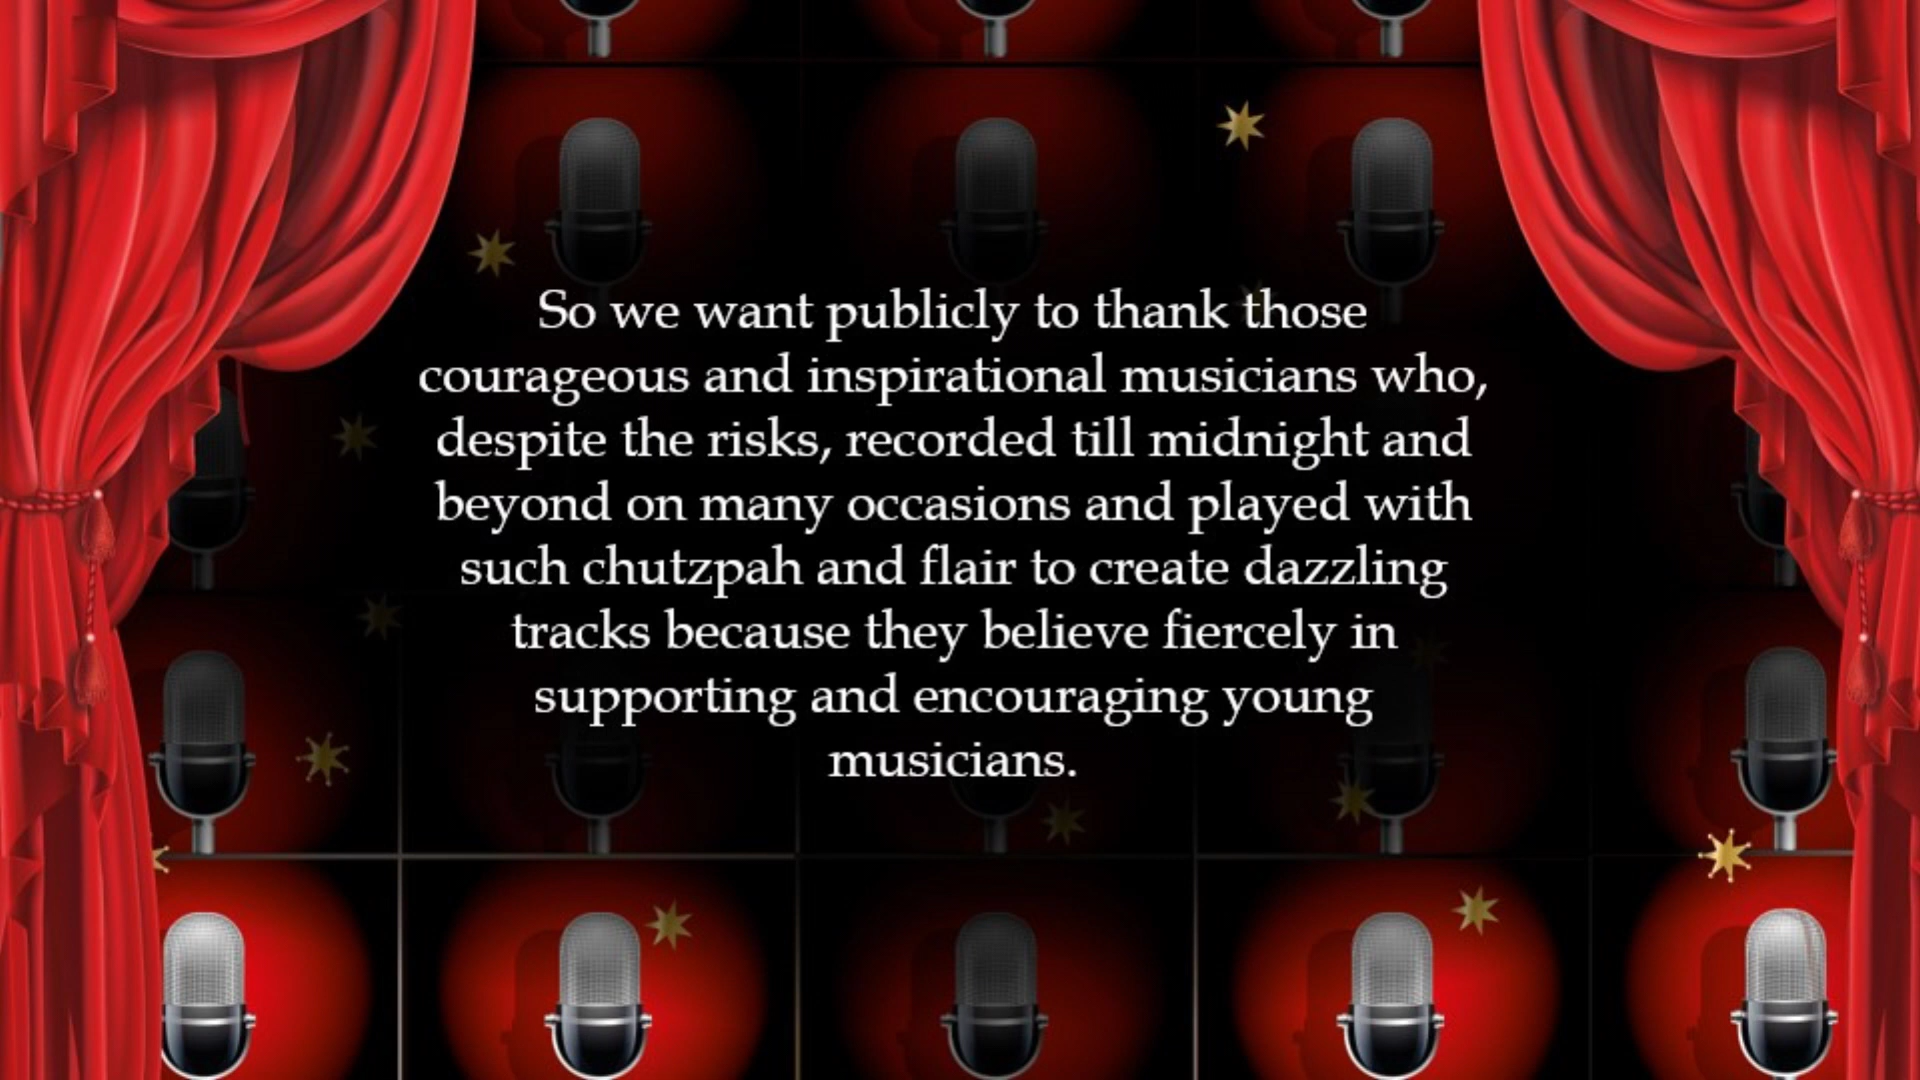 So we want publicly to thank those
courageous and inspirational musicians who,
despite the risks, recorded till midnight and
beyond on many occasions and played with
such chutzpah and flair to create dazzling
tracks because they believe fiercely in
supporting and encouraging young
musicians.